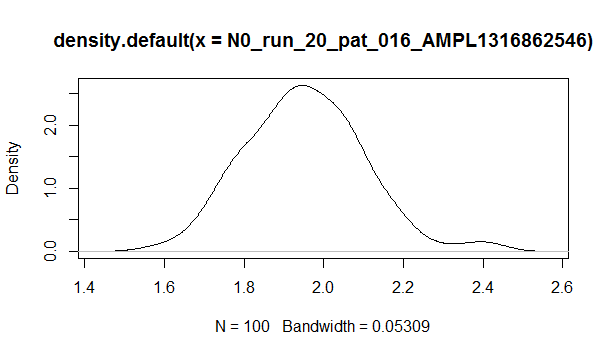 density.default(x = N0_run_20_pat_016_AMPL1316862546)
Density
2.0
1.0
0.0
1.4 1.6 1.8 2.0 2.2 2.4 2.6
N = 100 Bandwidth = 0.05309